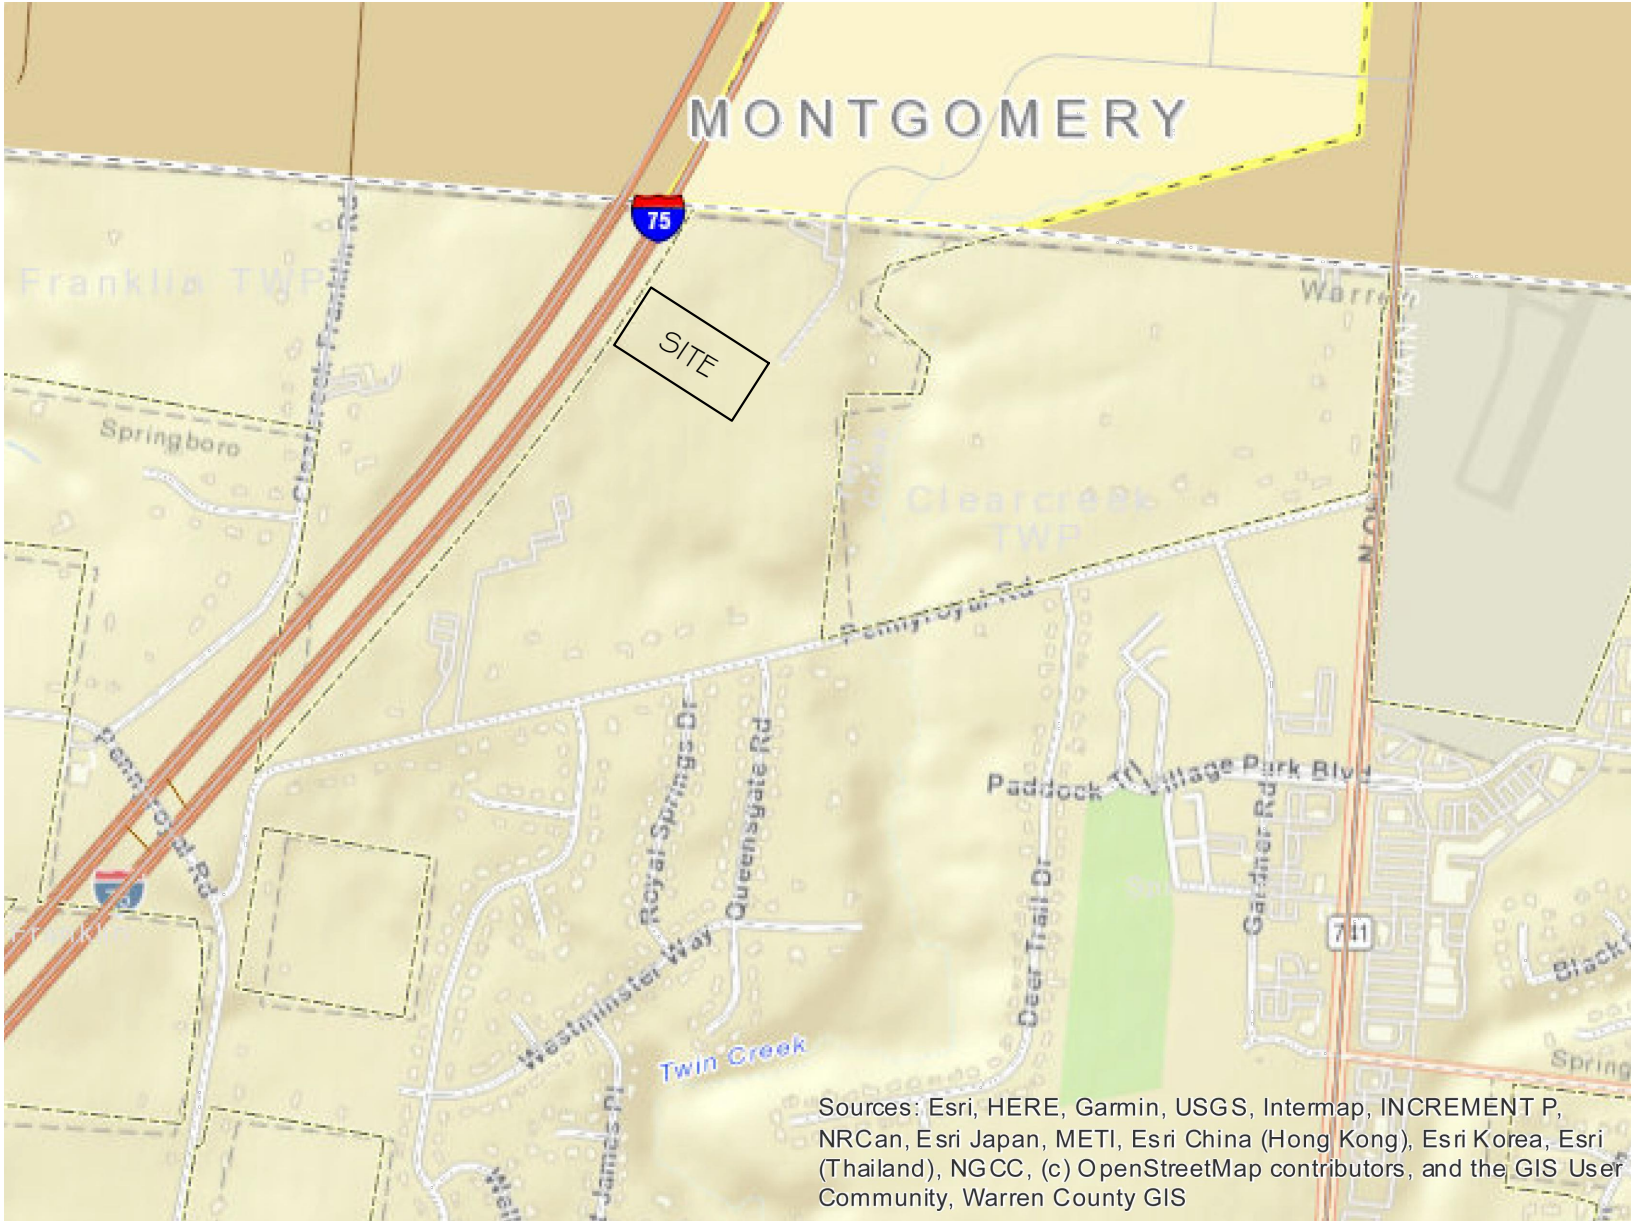 MONTGOMERY
75
Franklin TWP
Clearcreek Franklin Rd
SITE
Warren
MAIN
Springboro
Clearcreek
TWP
Pennyroyal Rd
Pennyroyal Rd
Royal Springs Dr
Queensgate Rd
Paddock Trl
Village Park Blvd
Gardner Rd
Deer Trail Dr
741
Franklin
Westminster Way
Twin Creek
Spring
Sources: Esri, HERE, Garmin, USGS, Intermap, INCREMENT P,
NRCan, Esri Japan, METI, Esri China (Hong Kong), Esri Korea, Esri
(Thailand), NGCC, (c) OpenStreetMap contributors, and the GIS User
Community, Warren County GIS